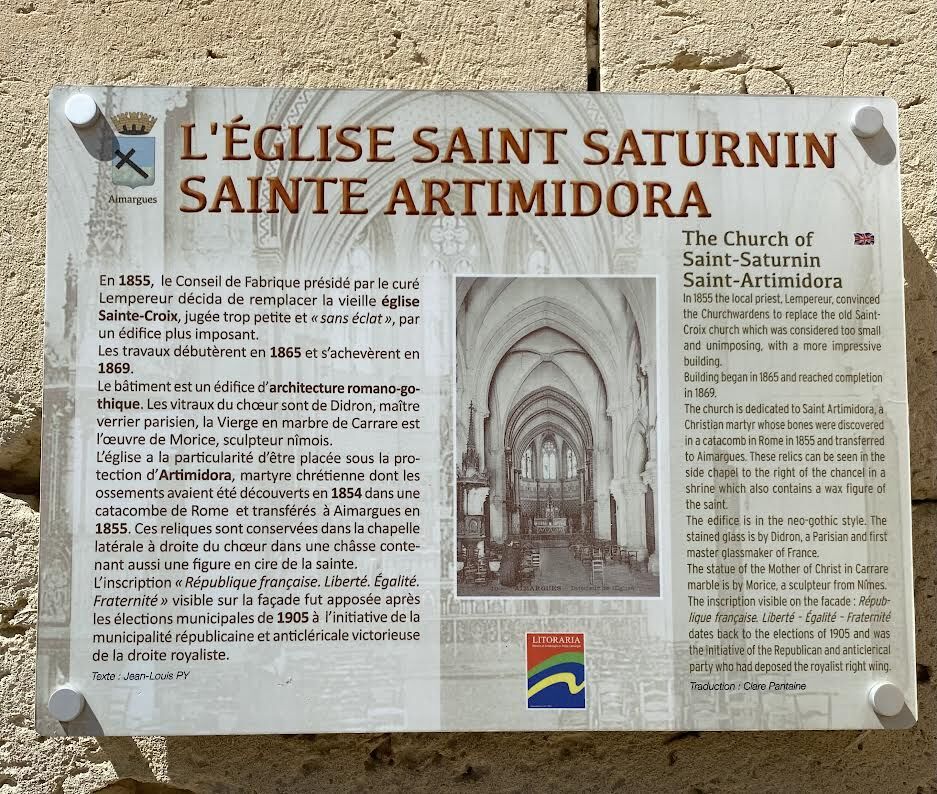 L'ÉGLISE SAINT SATURNIN
SAINTE ARTIMIDORA
Aimargues
En 1855, le Conseil de Fabrique présidé par le curé
Lempereur décida de remplacer la vieille église
Sainte-Croix, jugée trop petite et « sans éclat », par
un édifice plus imposant.
Les travaux débutèrent en 1865 et s'achevèrent en
1869.
Le bâtiment est un édifice d'architecture romano-go-
thique. Les vitraux du chœur sont de Didron, maître
verrier parisien, la Vierge en marbre de Carrare est
l'œuvre de Morice, sculpteur nîmois.
L'église a la particularité d'être placée sous la pro-
tection d'Artimidora, martyre chrétienne dont les
ossements avaient été découverts en 1854 dans une
catacombe de Rome et transférés à Aimargues en
1855. Ces reliques sont conservées dans la chapelle
latérale à droite du chœur dans une châsse conte-
nant aussi une figure en cire de la sainte.
L'inscription « République française. Liberté. Égalité.
Fraternité » visible sur la façade fut apposée après
les élections municipales de 1905 à l'initiative de la
municipalité républicaine et anticléricale victorieuse
de la droite royaliste.
Texte : Jean-Louis PY
AIMARGUES - Intérieur de l'Eglise
LITORARIA
The Church of
Saint-Saturnin
Saint-Artimidora
In 1855 the local priest, Lempereur, convinced
the Churchwardens to replace the old Saint-
Croix church which was considered too small
and unimposing, with a more impressive
building.
Building began in 1865 and reached completion
in 1869.
The church is dedicated to Saint Artimidora, a
Christian martyr whose bones were discovered
in a catacomb in Rome in 1855 and transferred
to Aimargues. These relics can be seen in the
side chapel to the right of the chancel in a
shrine which also contains a wax figure of
the saint.
The edifice is in the neo-gothic style. The
stained glass is by Didron, a Parisian and first
master glassmaker of France.
The statue of the Mother of Christ in Carrare
marble is by Morice, a sculptor from Nîmes.
The inscription visible on the facade : Répub-
lique française. Liberté - Égalité - Fraternité
dates back to the elections of 1905 and was
the initiative of the Republican and anticlerical
party who had deposed the royalist right wing.
Traduction : Clare Pantaine